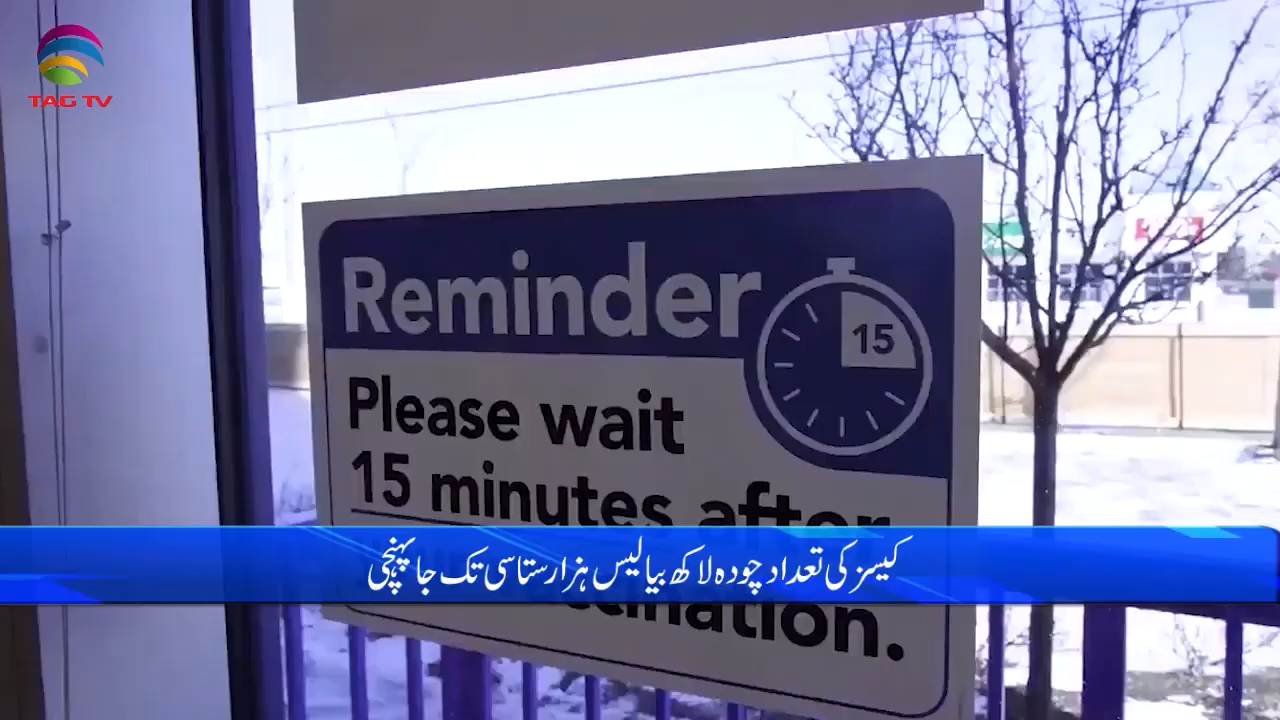 TAG TV
Reminder
15
Please wait
15 minutes after
vaccination.
کیسز کی تعداد چودہ لاکھ بیالیس ہزار ستاسی تک جا پہنچی